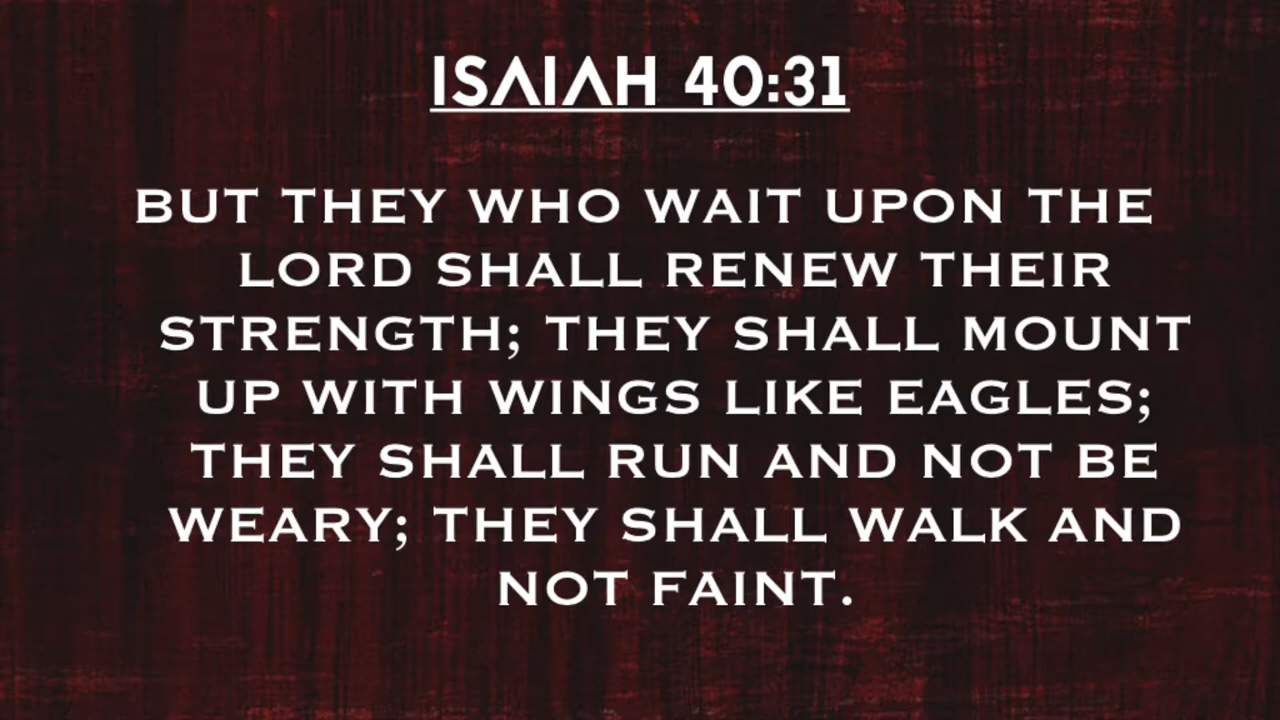 ISAIAH 40:31
BUT THEY WHO WAIT UPON THE
LORD SHALL RENEW THEIR
STRENGTH; THEY SHALL MOUNT
UP WITH WINGS LIKE EAGLES;
THEY SHALL RUN AND NOT BE
WEARY; THEY SHALL WALK AND
NOT FAINT.